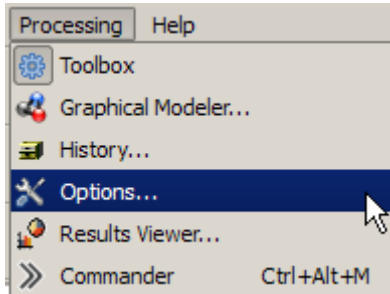 Processing Help
Toolbox
Graphical Modeler...
History...
Options...
Results Viewer...
Commander Ctrl+Alt+M